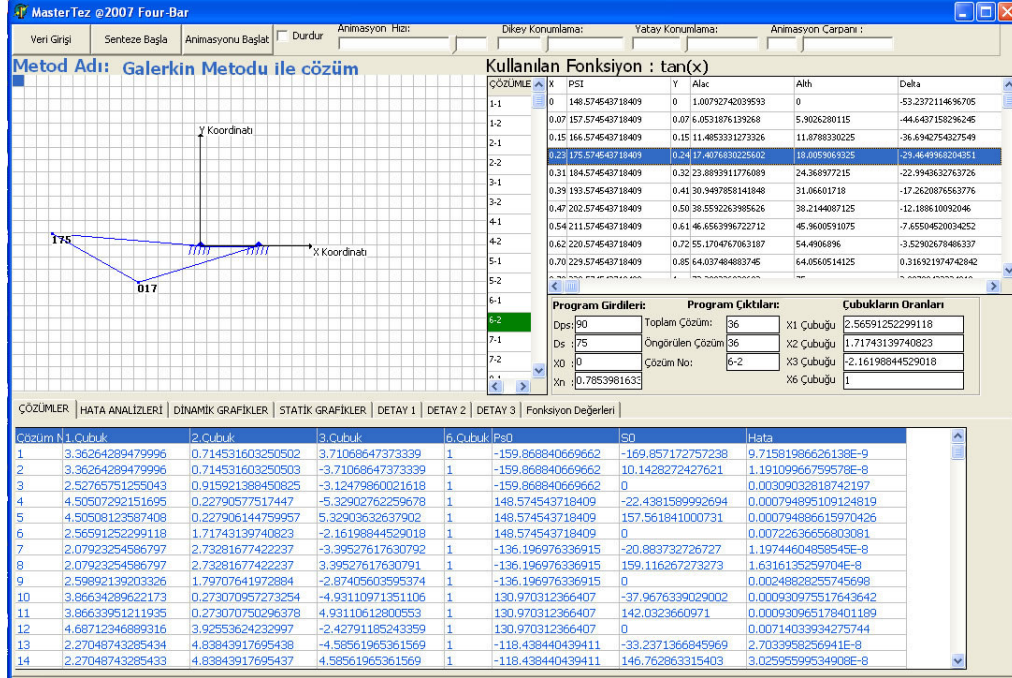 MasterTez @2007 Four-Bar
Veri Girişi Senteze Başla Animasyonu Başlat Durdur Animasyon Hızı: Dikey Konumlama: Yatay Konumlama: Animasyon Çarpanı :
Metod Adı: Galerkin Metodu ile cözüm
Kullanılan Fonksiyon : tan(x)
Y Koordinatı
X Koordinatı
175
017
ÇÖZÜMLE
1-1
1-2
2-1
2-2
3-1
3-2
4-1
4-2
5-1
5-2
6-1
6-2
7-1
7-2
X PSI Y Alac Alth Delta
0 148.574543718409 0 1.00792742039593 0 -53.2372114696705
0.07 157.574543718409 0.07 6.0531876139268 5.9026280115 -44.6437158296245
0.15 166.574543718409 0.15 11.4853331273326 11.8788330225 -36.6942754327549
0.23 175.574543718409 0.24 17.4076830225602 18.0059069325 -29.4649968204351
0.31 184.574543718409 0.32 23.8893911776089 24.368977215 -22.9944632763726
0.39 193.574543718409 0.41 30.9497858141848 31.06601718 -17.2620876563776
0.47 202.574543718409 0.50 38.5592263985626 38.2144087125 -12.188610092046
0.54 211.574543718409 0.61 46.6563996722712 45.9600591075 -7.65504520034252
0.62 220.574543718409 0.72 55.1704767063187 54.4906896 -3.52902678486337
0.70 229.574543718409 0.85 64.037484883745 64.0560514125 0.316921974742842
Program Girdileri: Program Çıktıları: Çubukların Oranları
Dps: 90 Toplam Çözüm: 36 X1 Çubuğu 2.56591252299118
Ds : 75 Öngörülen Çözüm 36 X2 Çubuğu 1.71743139740823
X0 : 0 Çözüm No: 6-2 X3 Çubuğu -2.16198844529018
Xn : 0.7853981633 X6 Çubuğu 1
ÇÖZÜMLER HATA ANALİZLERİ DİNAMİK GRAFİKLER STATİK GRAFİKLER DETAY 1 DETAY 2 DETAY 3 Fonksiyon Değerleri
Çözüm N 1.Çubuk 2.Çubuk 3.Çubuk 6.Çubuk Ps0 S0 Hata
1 3.36264289479996 0.714531603250502 3.71068647373339 1 -159.868840669662 -169.857172757238 9.71581986626138E-9
2 3.36264289479996 0.714531603250503 -3.71068647373339 1 -159.868840669662 10.1428272427621 1.19109966759578E-8
3 2.52765751255043 0.915921388450825 -3.12479860021618 1 -159.868840669662 0 0.003090328187421​97
4 4.50507292151695 0.22790577517447 -5.32902762259678 1 148.574543718409 -22.4381589992694 0.000794895109124819
5 4.50508123587408 0.227906144759957 5.32903632637902 1 148.574543718409 157.561841000731 0.000794886615970426
6 2.56591252299118 1.71743139740823 -2.16198844529018 1 148.574543718409 0 0.00722636656803081
7 2.07923254586797 2.73281677422237 -3.39527617630792 1 -136.196976336915 -20.883732726727 1.19744604858545E-8
8 2.07923254586797 2.73281677422237 3.39527617630791 1 -136.196976336915 159.116267273273 1.6316135259704E-8
9 2.59892139203326 1.79707641972884 -2.87405603595374 1 -136.196976336915 0 0.00248828255745698
10 3.86634289622173 0.273070957273254 -4.93110971351106 1 130.970312366407 -37.9676339029002 0.000930975517643642
11 3.86633951211935 0.273070750296378 4.93110612800553 1 130.970312366407 142.0323660971 0.000930965178401189
12 4.68712346889316 3.92553624232997 -2.42791185243359 1 130.970312366407 0 0.00714033934275744
13 2.27048743285434 4.83843917695438 -4.58561965361569 1 -118.438440439411 -33.2371366845969 2.7033958256941E-8
14 2.27048743285433 4.83843917695437 4.58561965361569 1 -118.438440439411 146.762863315403 3.02595599534908E-8